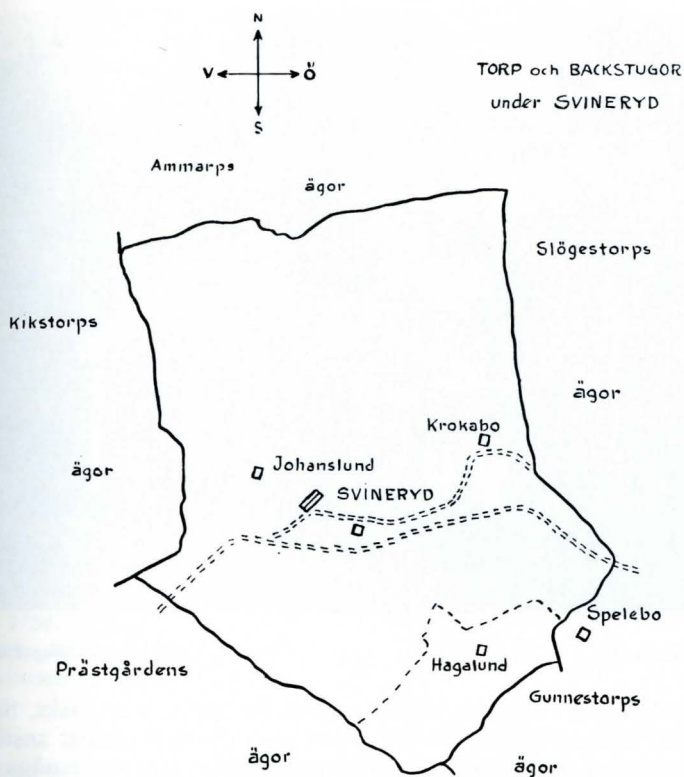 N
V Ö
S
TORP och BACKSTUGOR
under SVINERYD
Ammarps
ägor
Slögestorps
ägor
Kikstorps
ägor
Krokabo
Johanslund
SVINERYD
Spelebo
Hagalund
Prästgårdens
ägor
Gunnestorps
ägor